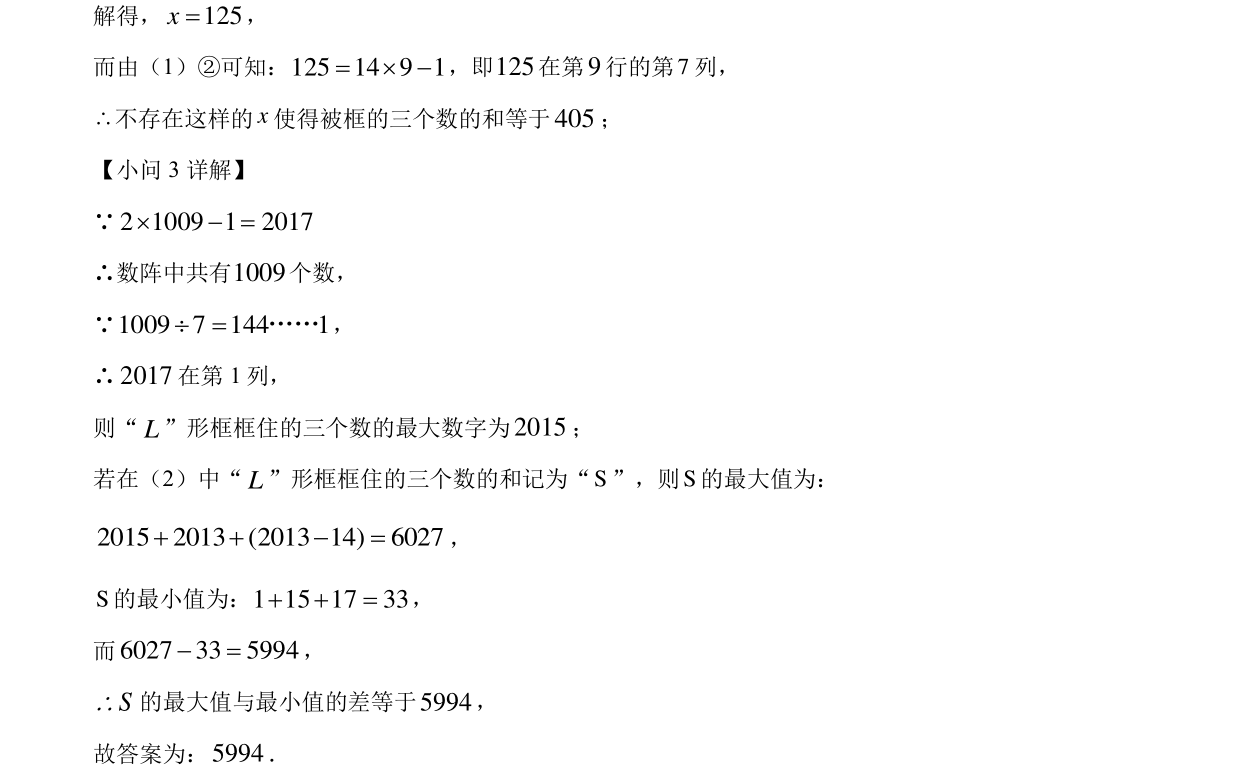 解得，x=125，
而由（1）②可知：125=14×9−1，即125在第9行的第7列，
∴不存在这样的x使得被框的三个数的和等于405；
【小问3详解】
∵2×1009−1=2017
∴数阵中共有1009个数，
∵1009÷7=144……1，
∴2017在第1列，
则“L”形框框住的三个数的最大数字为2015；
若在（2）中“L”形框框住的三个数的和记为“S”，则S的最大值为：
2015+2013+(2013−14)=6027，
S的最小值为：1+15+17=33，
而6027−33=5994，
∴S的最大值与最小值的差等于5994，
故答案为：5994．